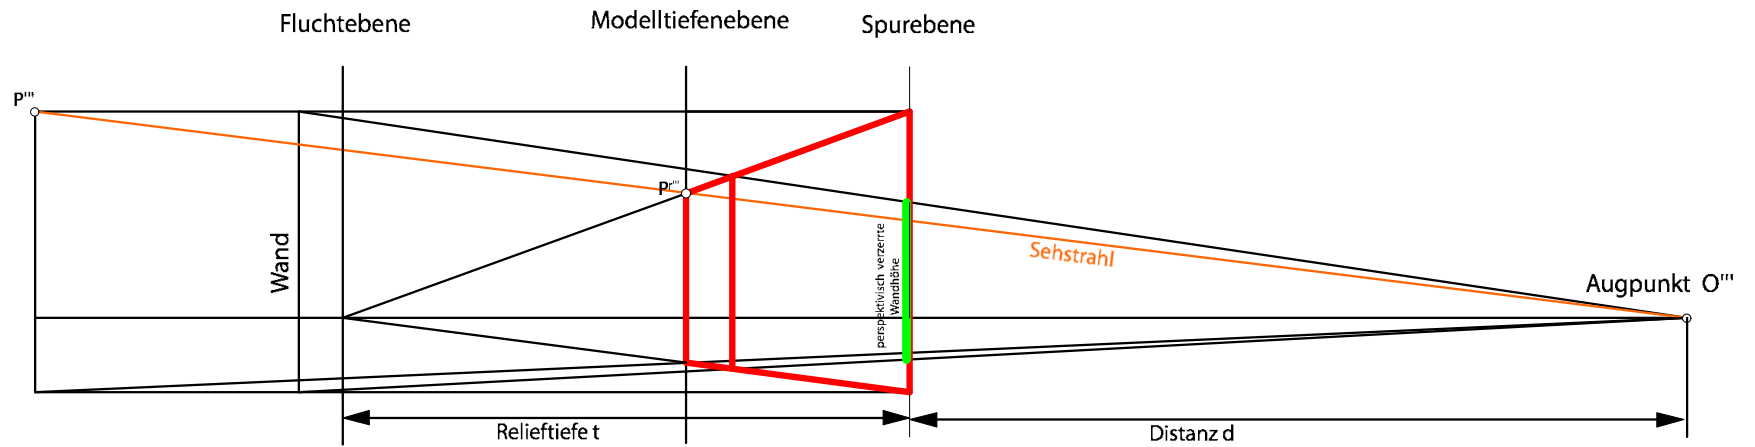 Fluchtebene
Modelltiefenebene
Spurebene
P'''
Pr'''
Wand
perspektivisch verzerrte
Wandhöhe
Sehstrahl
Augpunkt O'''
Relieftiefe t
Distanz d